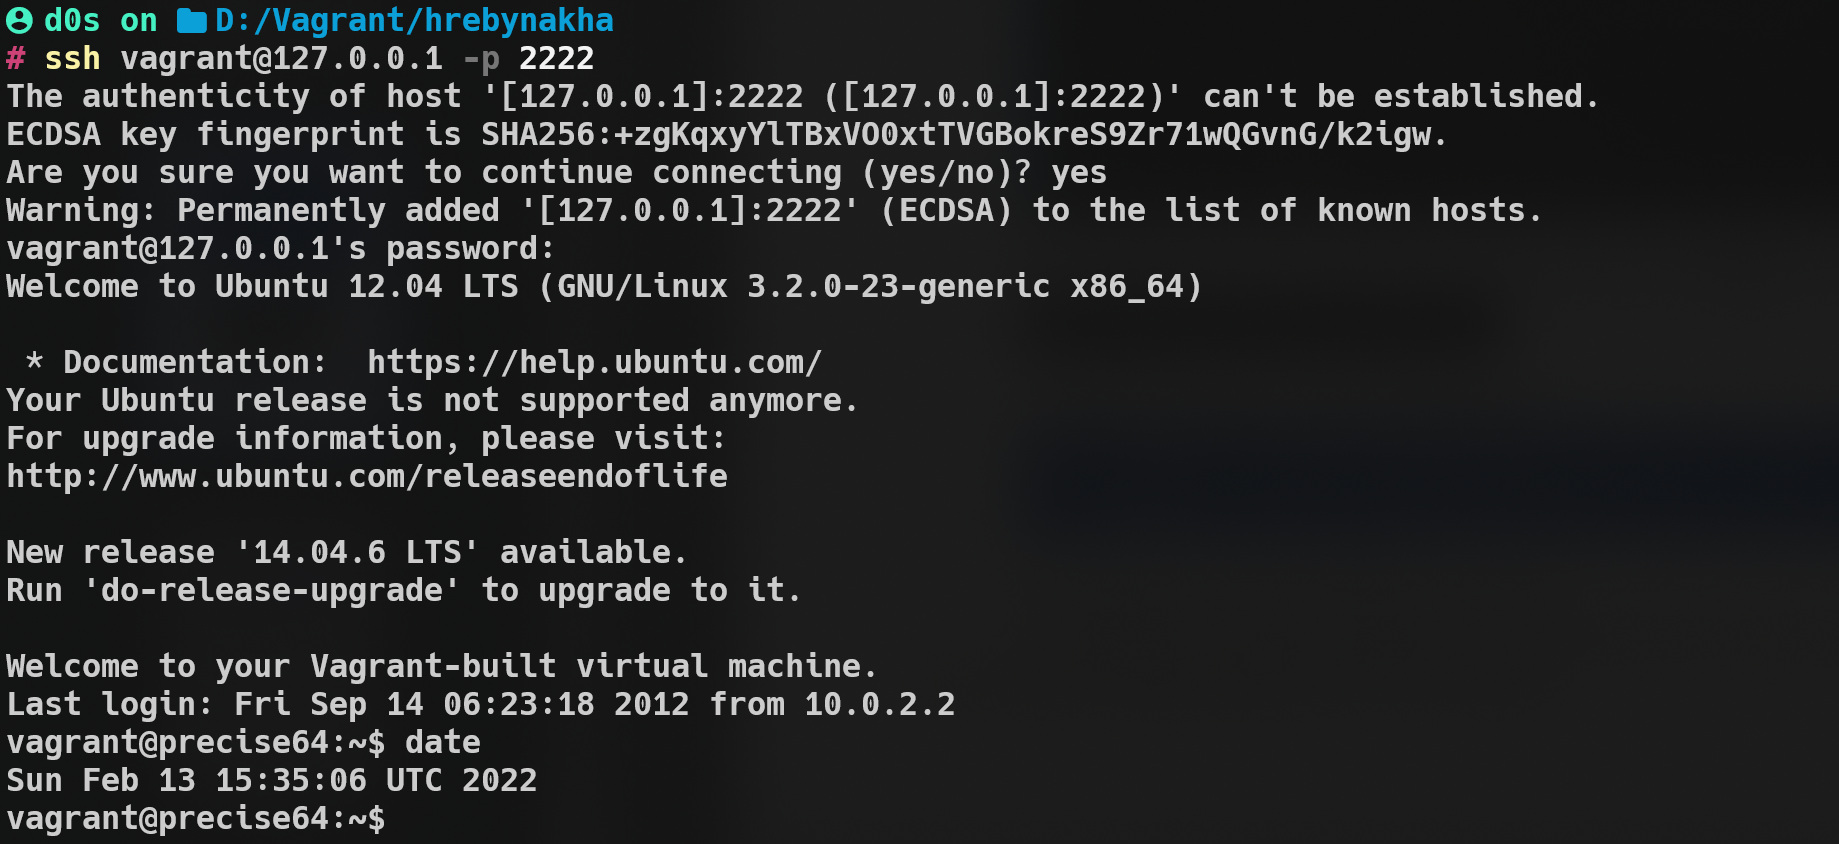 d0s on D:/Vagrant/hrebynakha
# ssh vagrant@127.0.0.1 -p 2222
The authenticity of host '[127.0.0.1]:2222 ([127.0.0.1]:2222)' can't be established.
ECDSA key fingerprint is SHA256:+zgKqxyYlTBxVO0xtTVGBokreS9Zr71wQGvnG/k2igw.
Are you sure you want to continue connecting (yes/no)? yes
Warning: Permanently added '[127.0.0.1]:2222' (ECDSA) to the list of known hosts.
vagrant@127.0.0.1's password:
Welcome to Ubuntu 12.04 LTS (GNU/Linux 3.2.0-23-generic x86_64)

 * Documentation:  https://help.ubuntu.com/
Your Ubuntu release is not supported anymore.
For upgrade information, please visit:
http://www.ubuntu.com/releaseendoflife

New release '14.04.6 LTS' available.
Run 'do-release-upgrade' to upgrade to it.

Welcome to your Vagrant-built virtual machine.
Last login: Fri Sep 14 06:23:18 2012 from 10.0.2.2
vagrant@precise64:~$ date
Sun Feb 13 15:35:06 UTC 2022
vagrant@precise64:~$